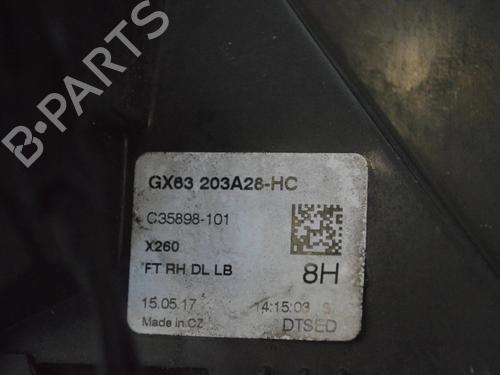 B-PARTS
GX63 203A28-HC
C35898-101
X260
FT RH DL LB
8H
15.05.17 14:15:03 S
Made in CZ DTSED